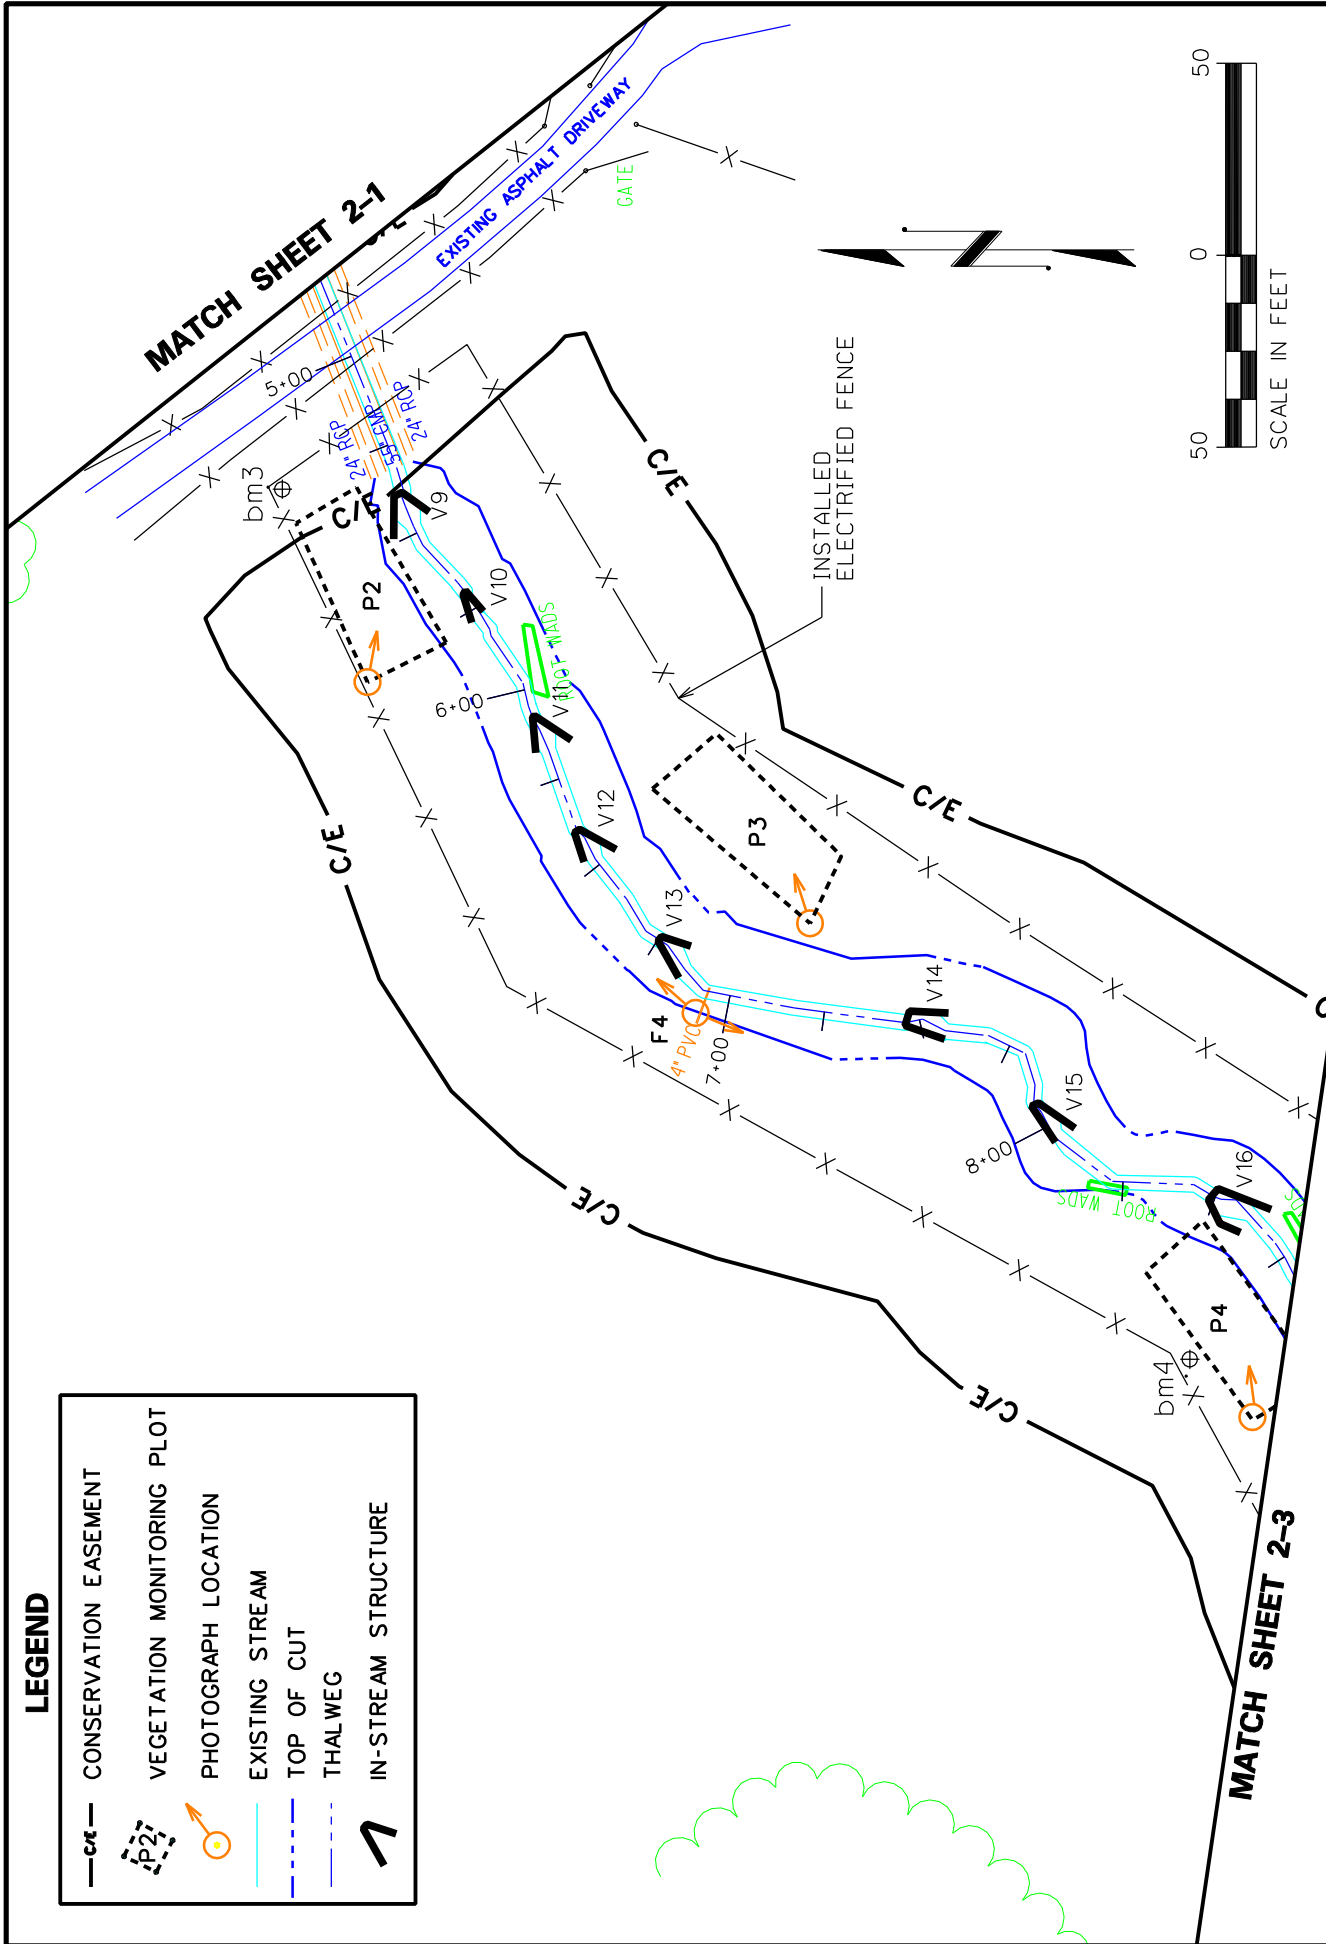 MATCH SHEET 2-1
EXISTING ASPHALT DRIVEWAY
GATE
5+00
24" RCP
24" RCP
bm3
C/E
V9
P2
V10
ROOT WADS
6+00
V11
V12
V13
P3
C/E
C/E
C/E
INSTALLED
ELECTRIFIED FENCE
50
0
50
SCALE IN FEET
F4
4" PVC
7+00
V14
V15
8+00
ROOT WADS
V16
C/E
C/E
P4
bm4
MATCH SHEET 2-3
LEGEND
C/E
CONSERVATION EASEMENT
P2
VEGETATION MONITORING PLOT
PHOTOGRAPH LOCATION
EXISTING STREAM
TOP OF CUT
THALWEG
IN-STREAM STRUCTURE